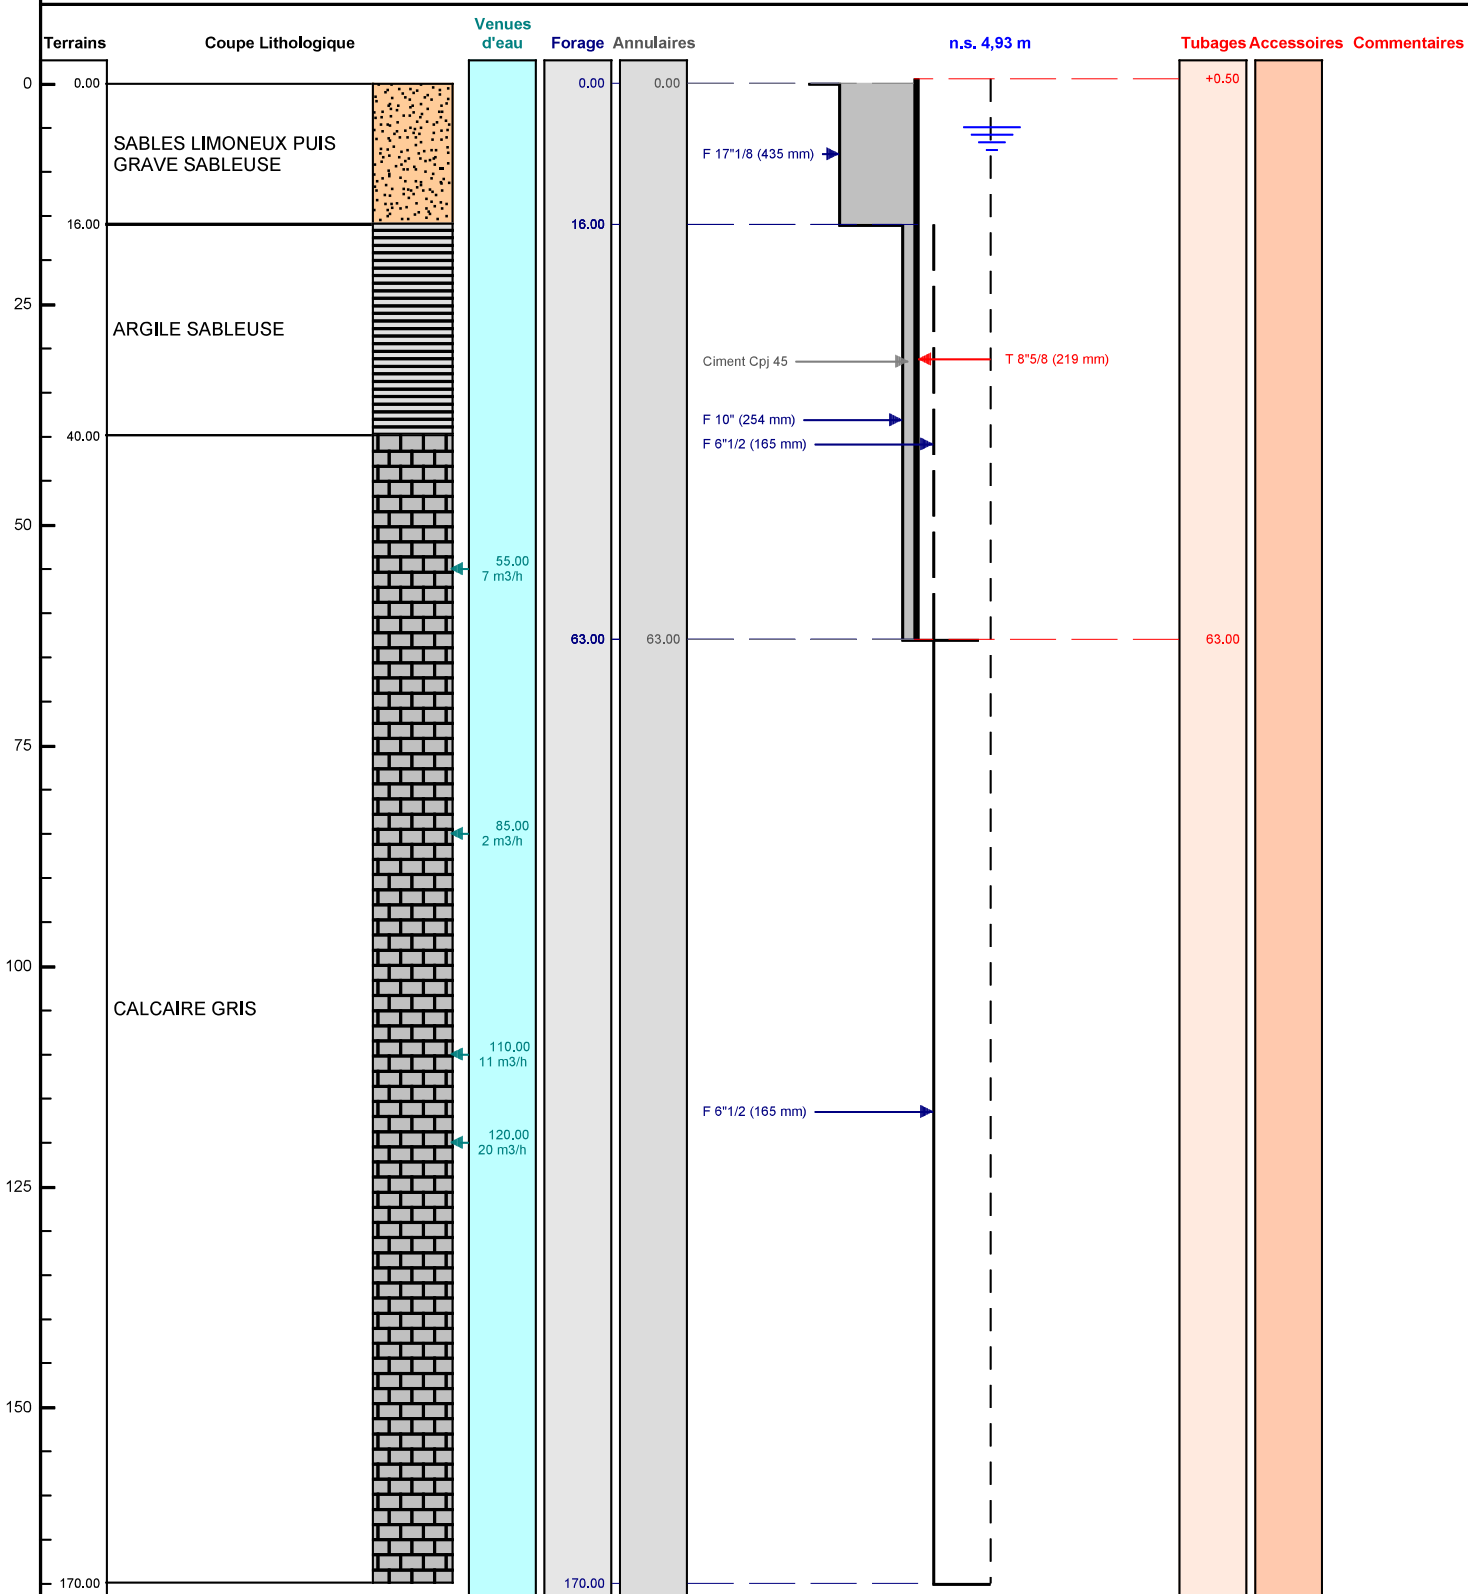 Terrains
Coupe Lithologique
Venues
d'eau
Forage
Annulaires
n.s. 4,93 m
Tubages
Accessoires
Commentaires
0
0.00
0.00
0.00
+0.50
SABLES LIMONEUX PUIS
GRAVE SABLEUSE
F 17"1/8 (435 mm)
16.00
16.00
25
ARGILE SABLEUSE
Ciment Cpj 45
T 8"5/8 (219 mm)
F 10" (254 mm)
40.00
F 6"1/2 (165 mm)
50
55.00
7 m3/h
63.00
63.00
63.00
75
85.00
2 m3/h
100
CALCAIRE GRIS
110.00
11 m3/h
F 6"1/2 (165 mm)
120.00
20 m3/h
125
150
170.00
170.00